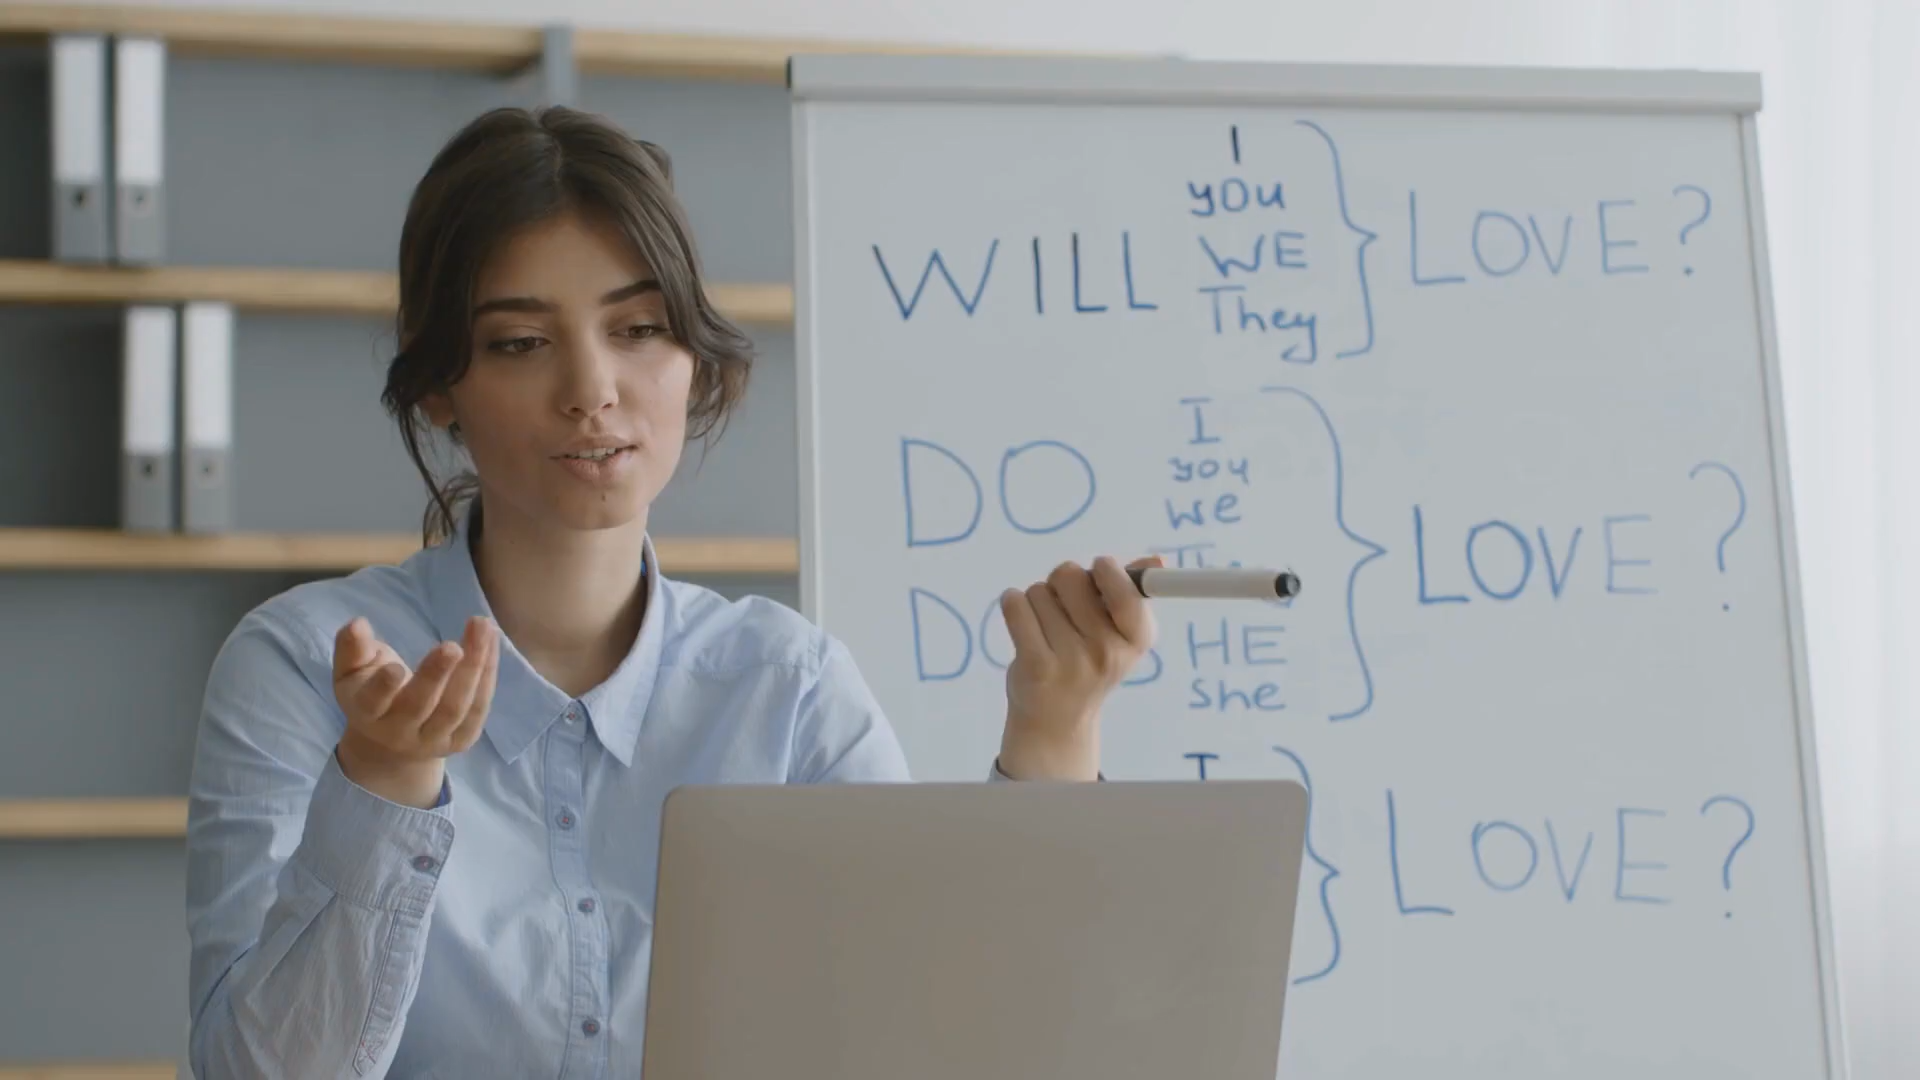 I
you
WILL WE } LOVE?
They
I
you
DO we
} LOVE?
HE
she
I
} LOVE?